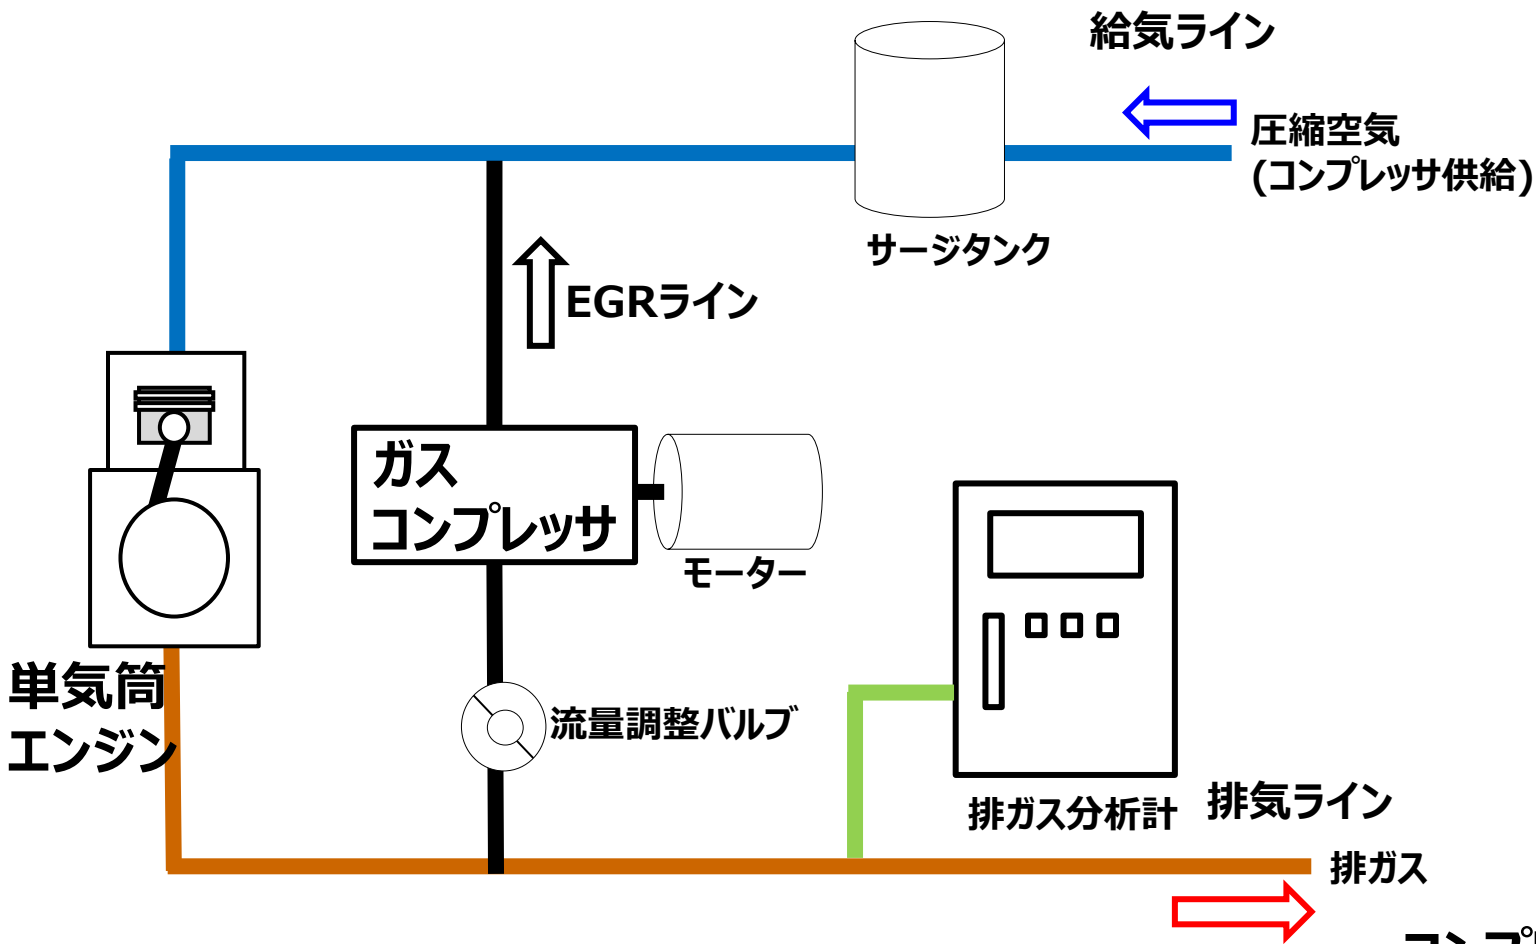 給気ライン
圧縮空気
(コンプレッサ供給)
サージタンク
EGRライン
ガス
コンプレッサ
モーター
単気筒
エンジン
流量調整バルブ
排ガス分析計
排気ライン
排ガス